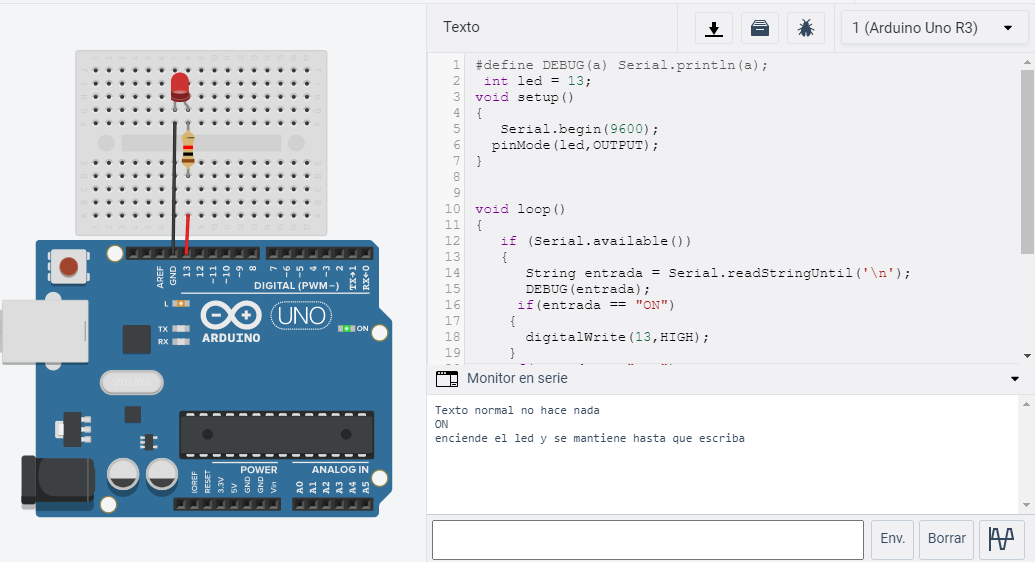 Texto
1 (Arduino Uno R3)
1 #define DEBUG(a) Serial.println(a);
2 int led = 13;
3 void setup()
4 {
5 Serial.begin(9600);
6 pinMode(led,OUTPUT);
7 }
8
9
10 void loop()
11 {
12 if (Serial.available())
13 {
14 String entrada = Serial.readStringUntil('\n');
15 DEBUG(entrada);
16 if(entrada == "ON")
17 {
18 digitalWrite(13,HIGH);
19 }
Monitor en serie
Texto normal no hace nada
ON
enciende el led y se mantiene hasta que escriba
Env.
Borrar
AREF
GND
13
12
~11
~10
~9
8
7
~6
~5
4
~3
2
TX→1
RX←0
DIGITAL (PWM~)
L
TX
RX
ARDUINO
UNO
ON
IOREF
RESET
3.3V
5V
GND
GND
Vin
POWER
ANALOG IN
A0
A1
A2
A3
A4
A5